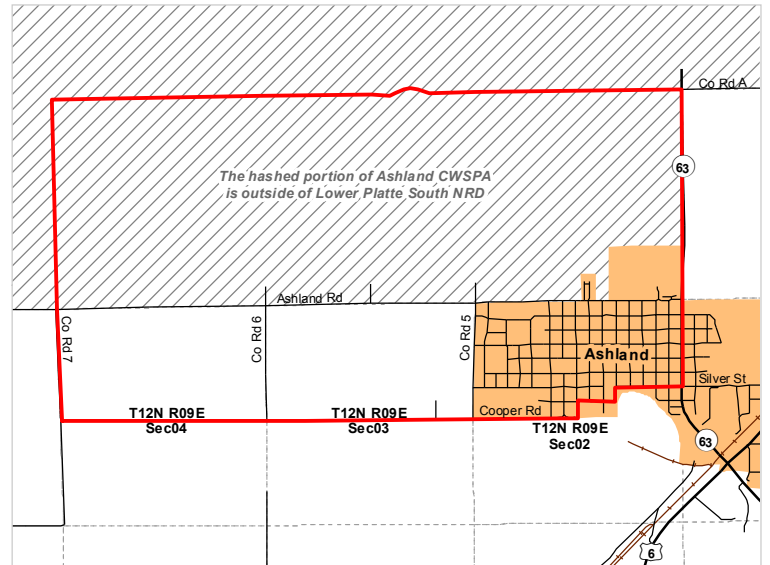 Co Rd A
63
The hashed portion of Ashland CWSPA
is outside of Lower Platte South NRD
Ashland Rd
Co Rd 7
Co Rd 6
Co Rd 5
Ashland
Silver St
T12N R09E
Sec04
T12N R09E
Sec03
Cooper Rd
T12N R09E
Sec02
63
6